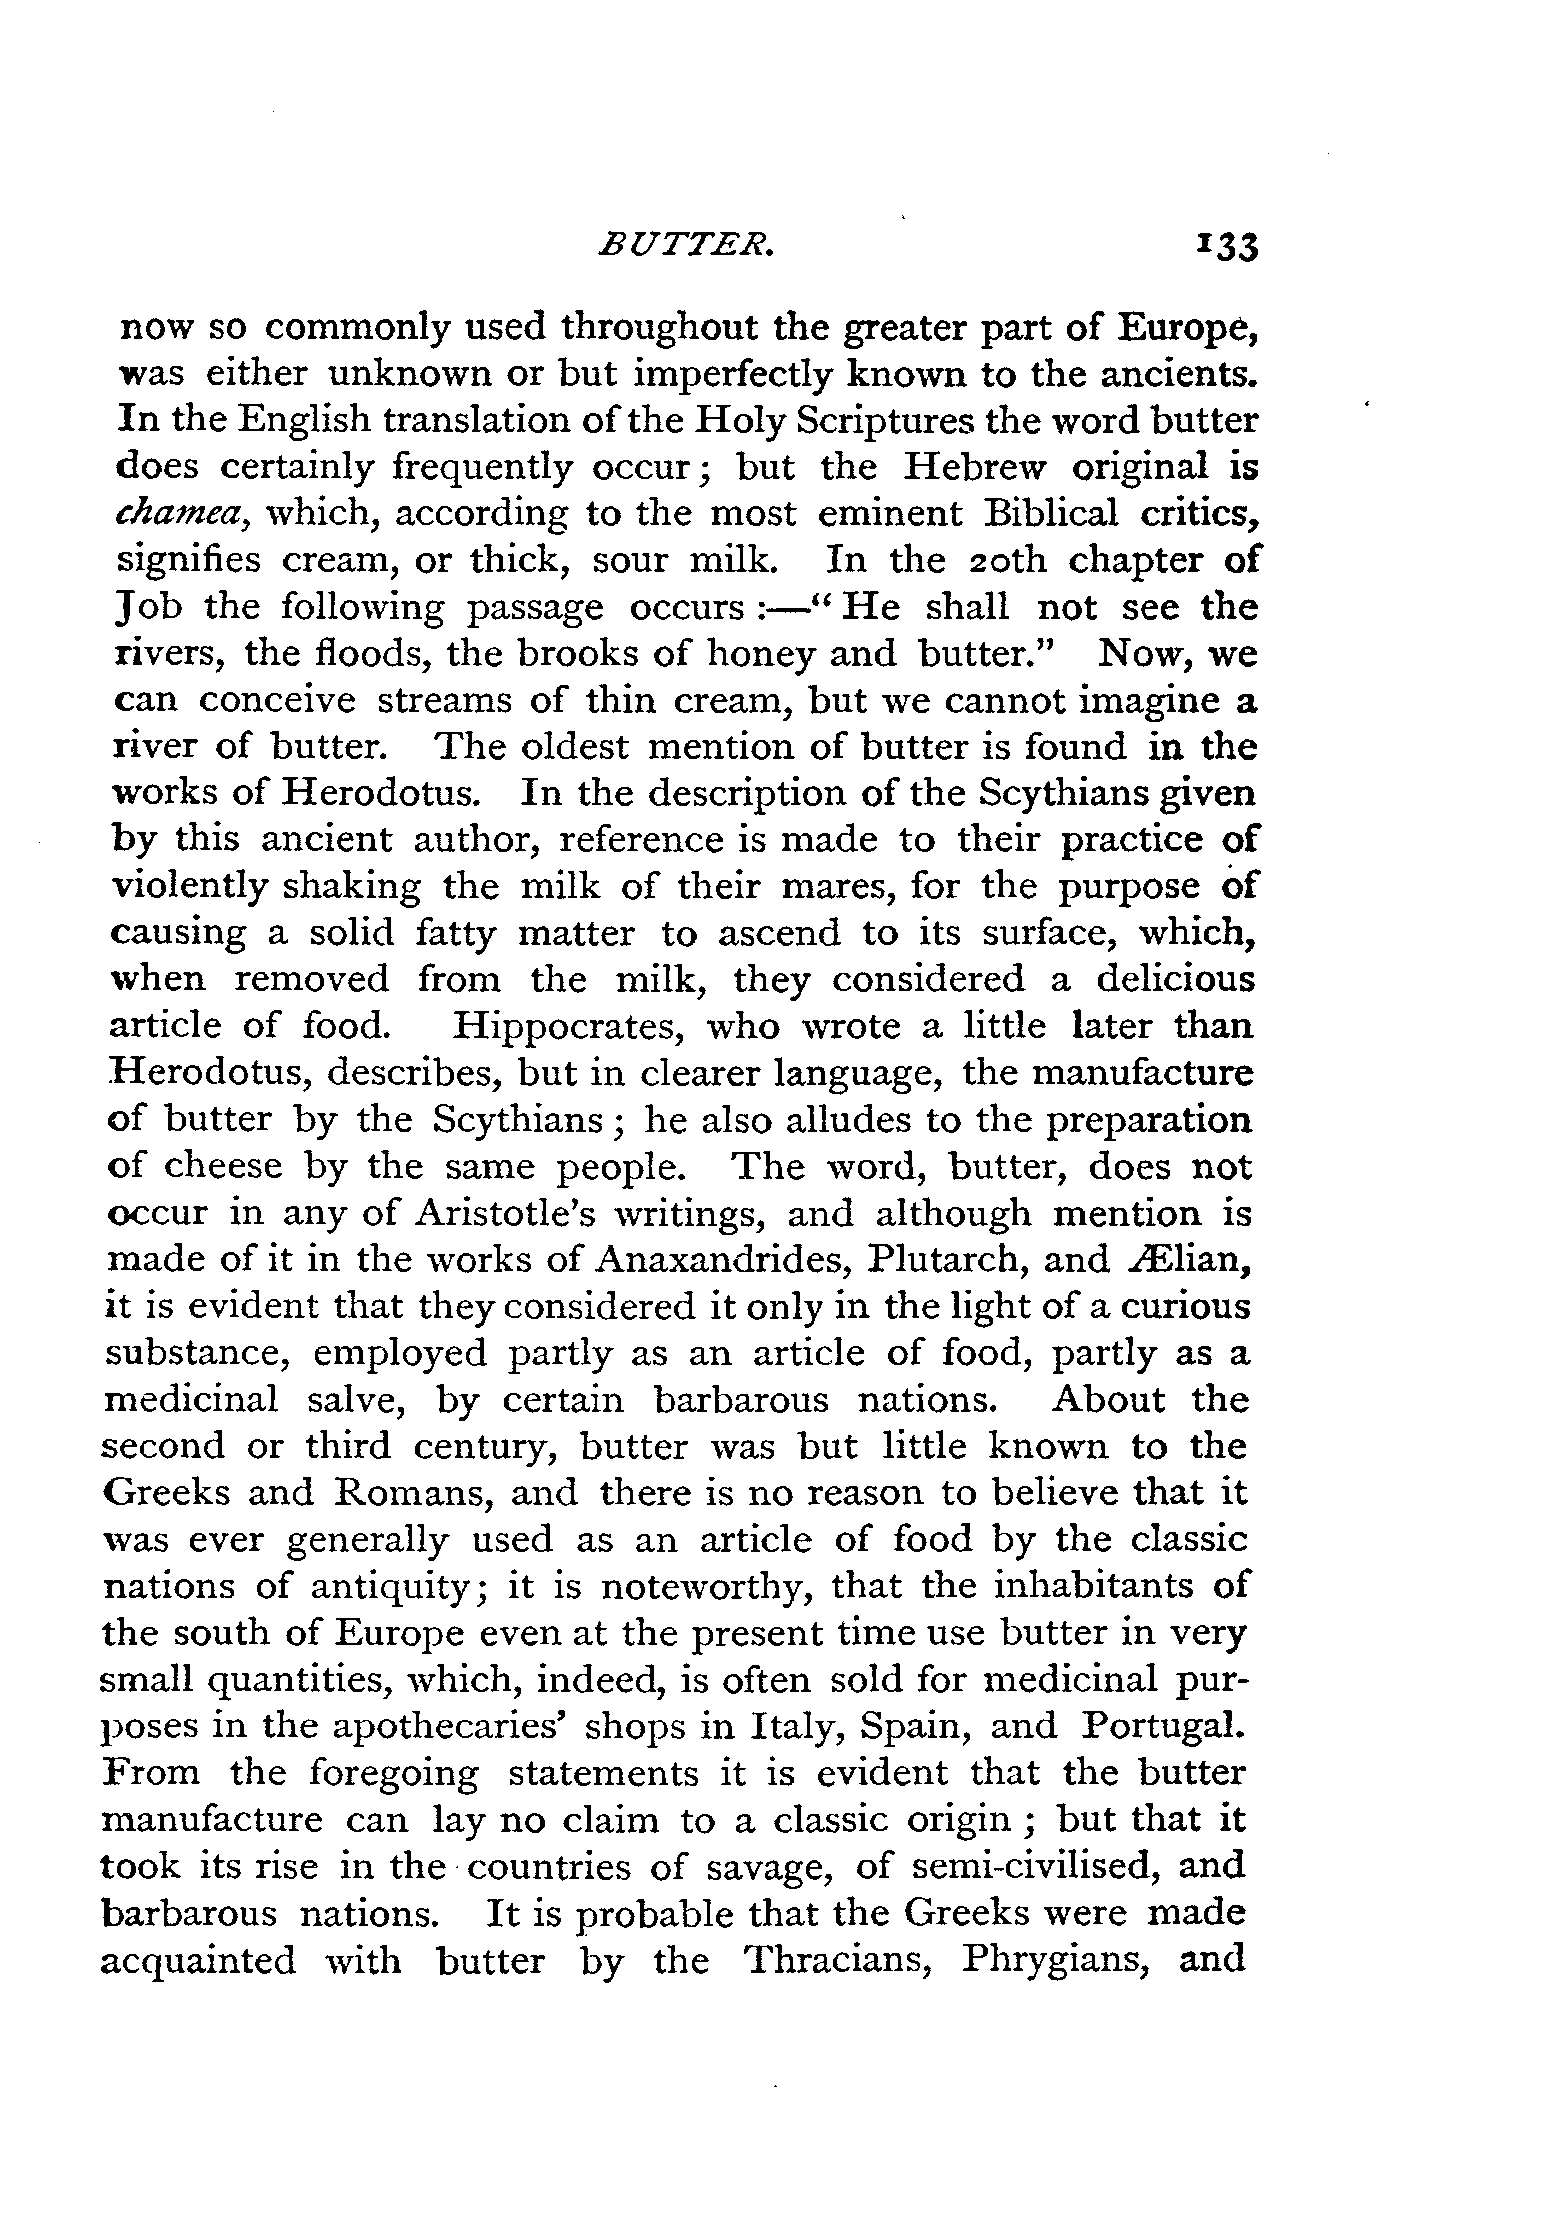 BUTTER. 133
now so commonly used throughout the greater part of Europe,
was either unknown or but imperfectly known to the ancients.
In the English translation of the Holy Scriptures the word butter
does certainly frequently occur; but the Hebrew original is
chamea, which, according to the most eminent Biblical critics,
signifies cream, or thick, sour milk. In the 20th chapter of
Job the following passage occurs :—“ He shall not see the
rivers, the floods, the brooks of honey and butter.” Now, we
can conceive streams of thin cream, but we cannot imagine a
river of butter. The oldest mention of butter is found in the
works of Herodotus. In the description of the Scythians given
by this ancient author, reference is made to their practice of
violently shaking the milk of their mares, for the purpose of
causing a solid fatty matter to ascend to its surface, which,
when removed from the milk, they considered a delicious
article of food. Hippocrates, who wrote a little later than
Herodotus, describes, but in clearer language, the manufacture
of butter by the Scythians ; he also alludes to the preparation
of cheese by the same people. The word, butter, does not
occur in any of Aristotle’s writings, and although mention is
made of it in the works of Anaxandrides, Plutarch, and Ælian,
it is evident that they considered it only in the light of a curious
substance, employed partly as an article of food, partly as a
medicinal salve, by certain barbarous nations. About the
second or third century, butter was but little known to the
Greeks and Romans, and there is no reason to believe that it
was ever generally used as an article of food by the classic
nations of antiquity; it is noteworthy, that the inhabitants of
the south of Europe even at the present time use butter in very
small quantities, which, indeed, is often sold for medicinal pur-
poses in the apothecaries’ shops in Italy, Spain, and Portugal.
From the foregoing statements it is evident that the butter
manufacture can lay no claim to a classic origin ; but that it
took its rise in the countries of savage, of semi-civilised, and
barbarous nations. It is probable that the Greeks were made
acquainted with butter by the Thracians, Phrygians, and